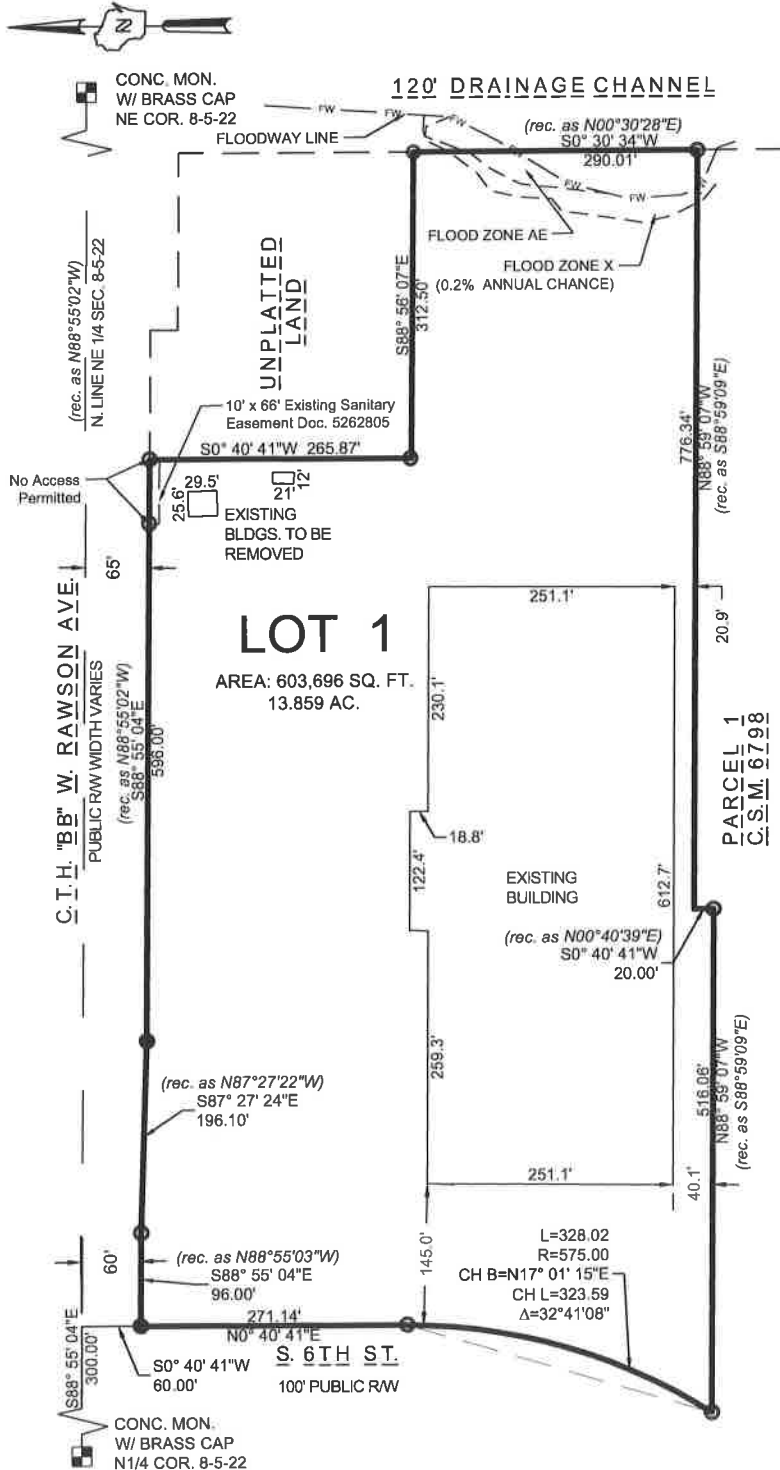 N
CONC. MON.
W/ BRASS CAP
NE COR. 8-5-22
120' DRAINAGE CHANNEL
FW
FW
FW
FW
FW
FW
FLOODWAY LINE
(rec. as N00°30'28"E)
S0° 30' 34"W
290.01'
FLOOD ZONE AE
FLOOD ZONE X
(0.2% ANNUAL CHANCE)
(rec. as N88°55'02"W)
N. LINE NE 1/4 SEC. 8-5-22
UNPLATTED
LAND
S88° 56' 07"E
312.50'
10' x 66' Existing Sanitary
Easement Doc. 5262805
S0° 40' 41"W 265.87'
No Access
Permitted
29.5'
25.6'
21'
12'
EXISTING
BLDGS. TO BE
REMOVED
65'
776.34'
N88° 59' 07"W
(rec. as S88°59'09"E)
C.T.H. "BB" W. RAWSON AVE.
PUBLIC R/W WIDTH VARIES
(rec. as N88°55'02"W)
S88° 55' 04"E
596.00'
LOT 1
AREA: 603,696 SQ. FT.
13.859 AC.
251.1'
20.9'
230.1'
18.8'
122.4'
EXISTING
BUILDING
612.7'
PARCEL 1
C.S.M. 6798
(rec. as N00°40'39"E)
S0° 40' 41"W
20.00'
259.3'
516.06'
N88° 59' 07"W
(rec. as S88°59'09"E)
(rec. as N87°27'22"W)
S87° 27' 24"E
196.10'
251.1'
40.1'
145.0'
60'
(rec. as N88°55'03"W)
S88° 55' 04"E
96.00'
L=328.02
R=575.00
CH B=N17° 01' 15"E
CH L=323.59
Δ=32°41'08"
271.14'
N0° 40' 41"E
S. 6TH ST.
100' PUBLIC R/W
S88° 55' 04"E
300.00'
S0° 40' 41"W
60.00'
CONC. MON.
W/ BRASS CAP
N1/4 COR. 8-5-22